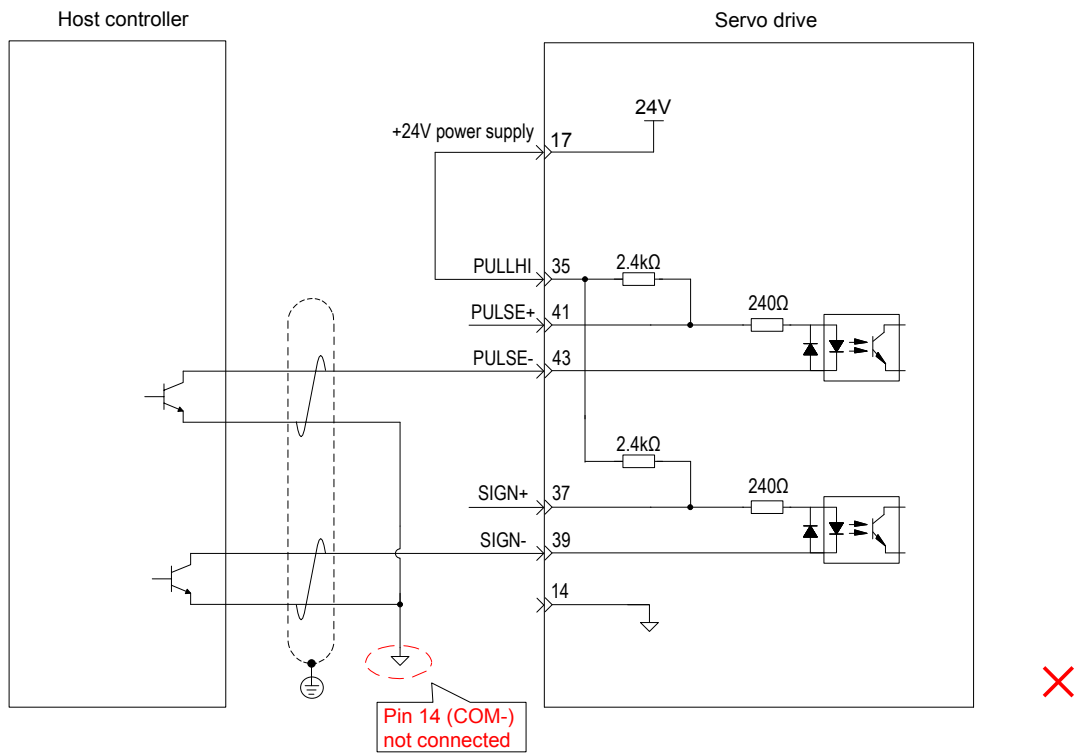 Host controller
Servo drive
24V
+24V power supply
17
PULLHI
35
2.4kΩ
240Ω
PULSE+
41
PULSE-
43
2.4kΩ
240Ω
SIGN+
37
SIGN-
39
14
Pin 14 (COM-)
not connected